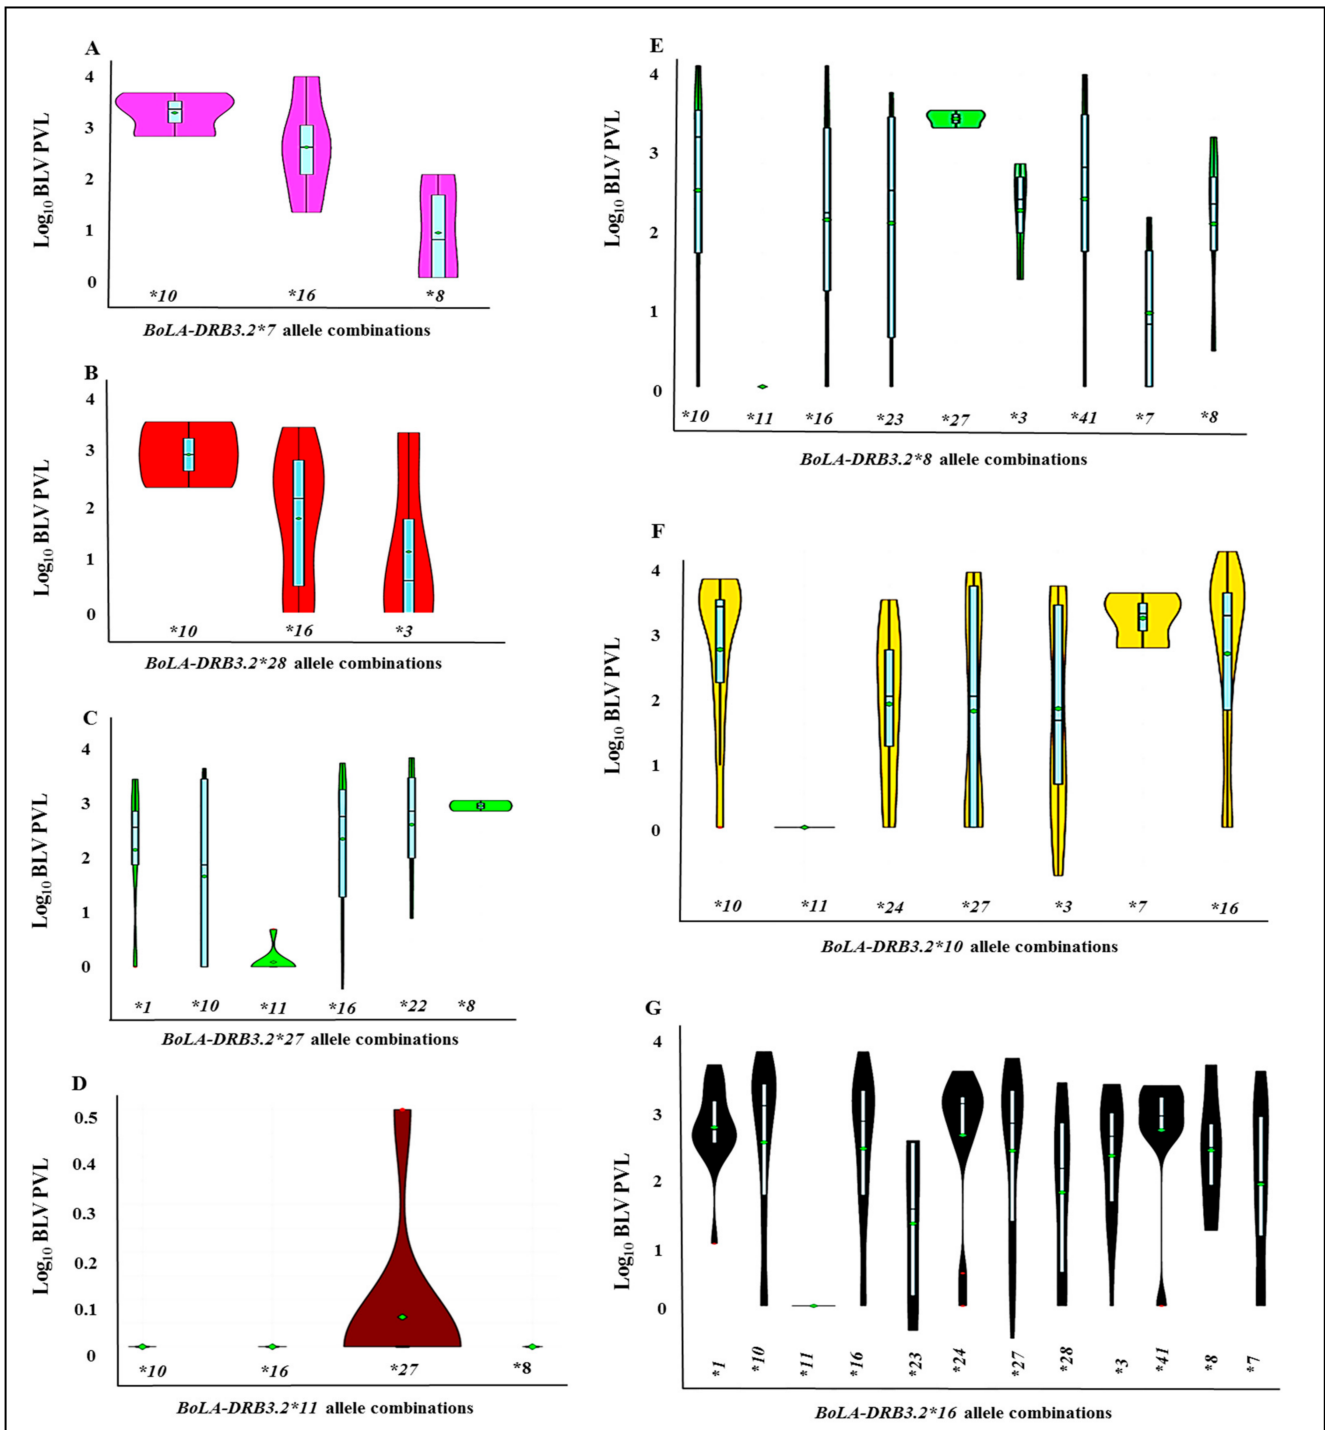 A
Log10 BLV PVL
4
3
2
1
0
*10 *16 *8
BoLA-DRB3.2*7 allele combinations
B
Log10 BLV PVL
4
3
2
1
0
*10 *16 *3
BoLA-DRB3.2*28 allele combinations
C
Log10 BLV PVL
4
3
2
1
0
*1 *10 *11 *16 *22 *8
BoLA-DRB3.2*27 allele combinations
D
Log10 BLV PVL
0.5
0.4
0.3
0.2
0.1
0
*10 *16 *27 *8
BoLA-DRB3.2*11 allele combinations
E
Log10 BLV PVL
4
3
2
1
0
*10 *11 *16 *23 *27 *3 *41 *7 *8
BoLA-DRB3.2*8 allele combinations
F
Log10 BLV PVL
4
3
2
1
0
*10 *11 *24 *27 *3 *7 *16
BoLA-DRB3.2*10 allele combinations
G
Log10 BLV PVL
4
3
2
1
0
*1 *10 *11 *16 *23 *24 *27 *28 *3 *41 *8 *7
BoLA-DRB3.2*16 allele combinations